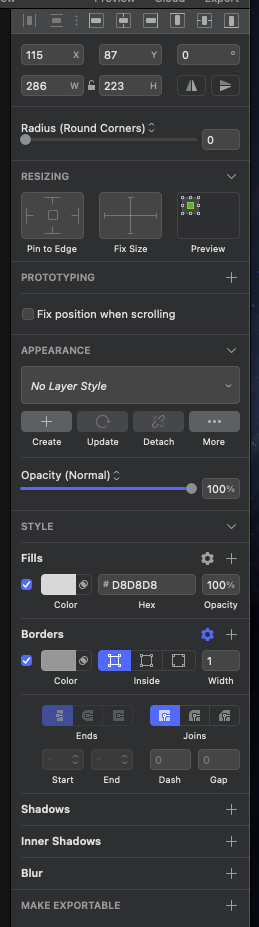 Preview Cloud Export
115 X 87 Y 0 °
286 W 223 H
Radius (Round Corners)
0
RESIZING
Pin to Edge Fix Size Preview
PROTOTYPING
Fix position when scrolling
APPEARANCE
No Layer Style
Create Update Detach More
Opacity (Normal)
100%
STYLE
Fills
# D8D8D8 100%
Color Hex Opacity
Borders
1
Color Inside Width
Ends Joins
- - 0 0
Start End Dash Gap
Shadows
Inner Shadows
Blur
MAKE EXPORTABLE